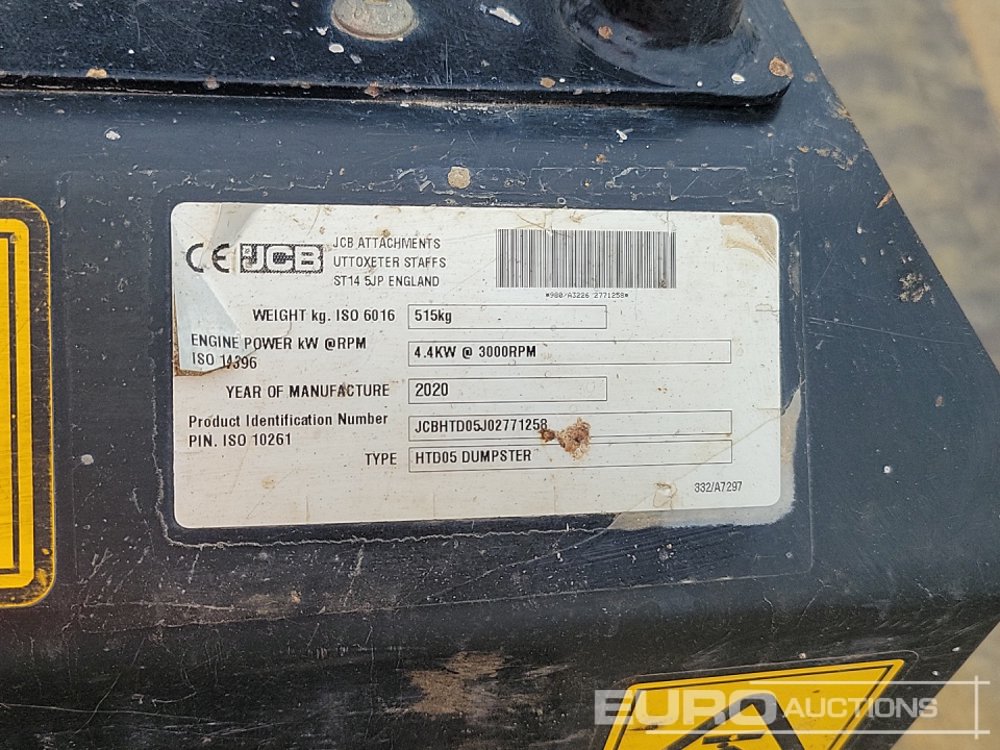 CE JCB
JCB ATTACHMENTS
UTTOXETER STAFFS
ST14 5JP ENGLAND
*980/A3226 2771258*
WEIGHT kg. ISO 6016 515kg
ENGINE POWER kW @RPM
ISO 14396
4.4KW @ 3000RPM
YEAR OF MANUFACTURE 2020
Product Identification Number
PIN. ISO 10261
JCBHTD05J02771258
TYPE HTD05 DUMPSTER
332/A7297
EURO AUCTIONS